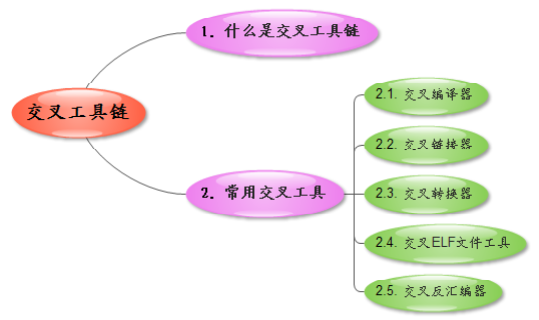 1. 什么是交叉工具链
交叉工具链
2. 常用交叉工具
2.1. 交叉编译器
2.2. 交叉链接器
2.3. 交叉转换器
2.4. 交叉ELF文件工具
2.5. 交叉反汇编器